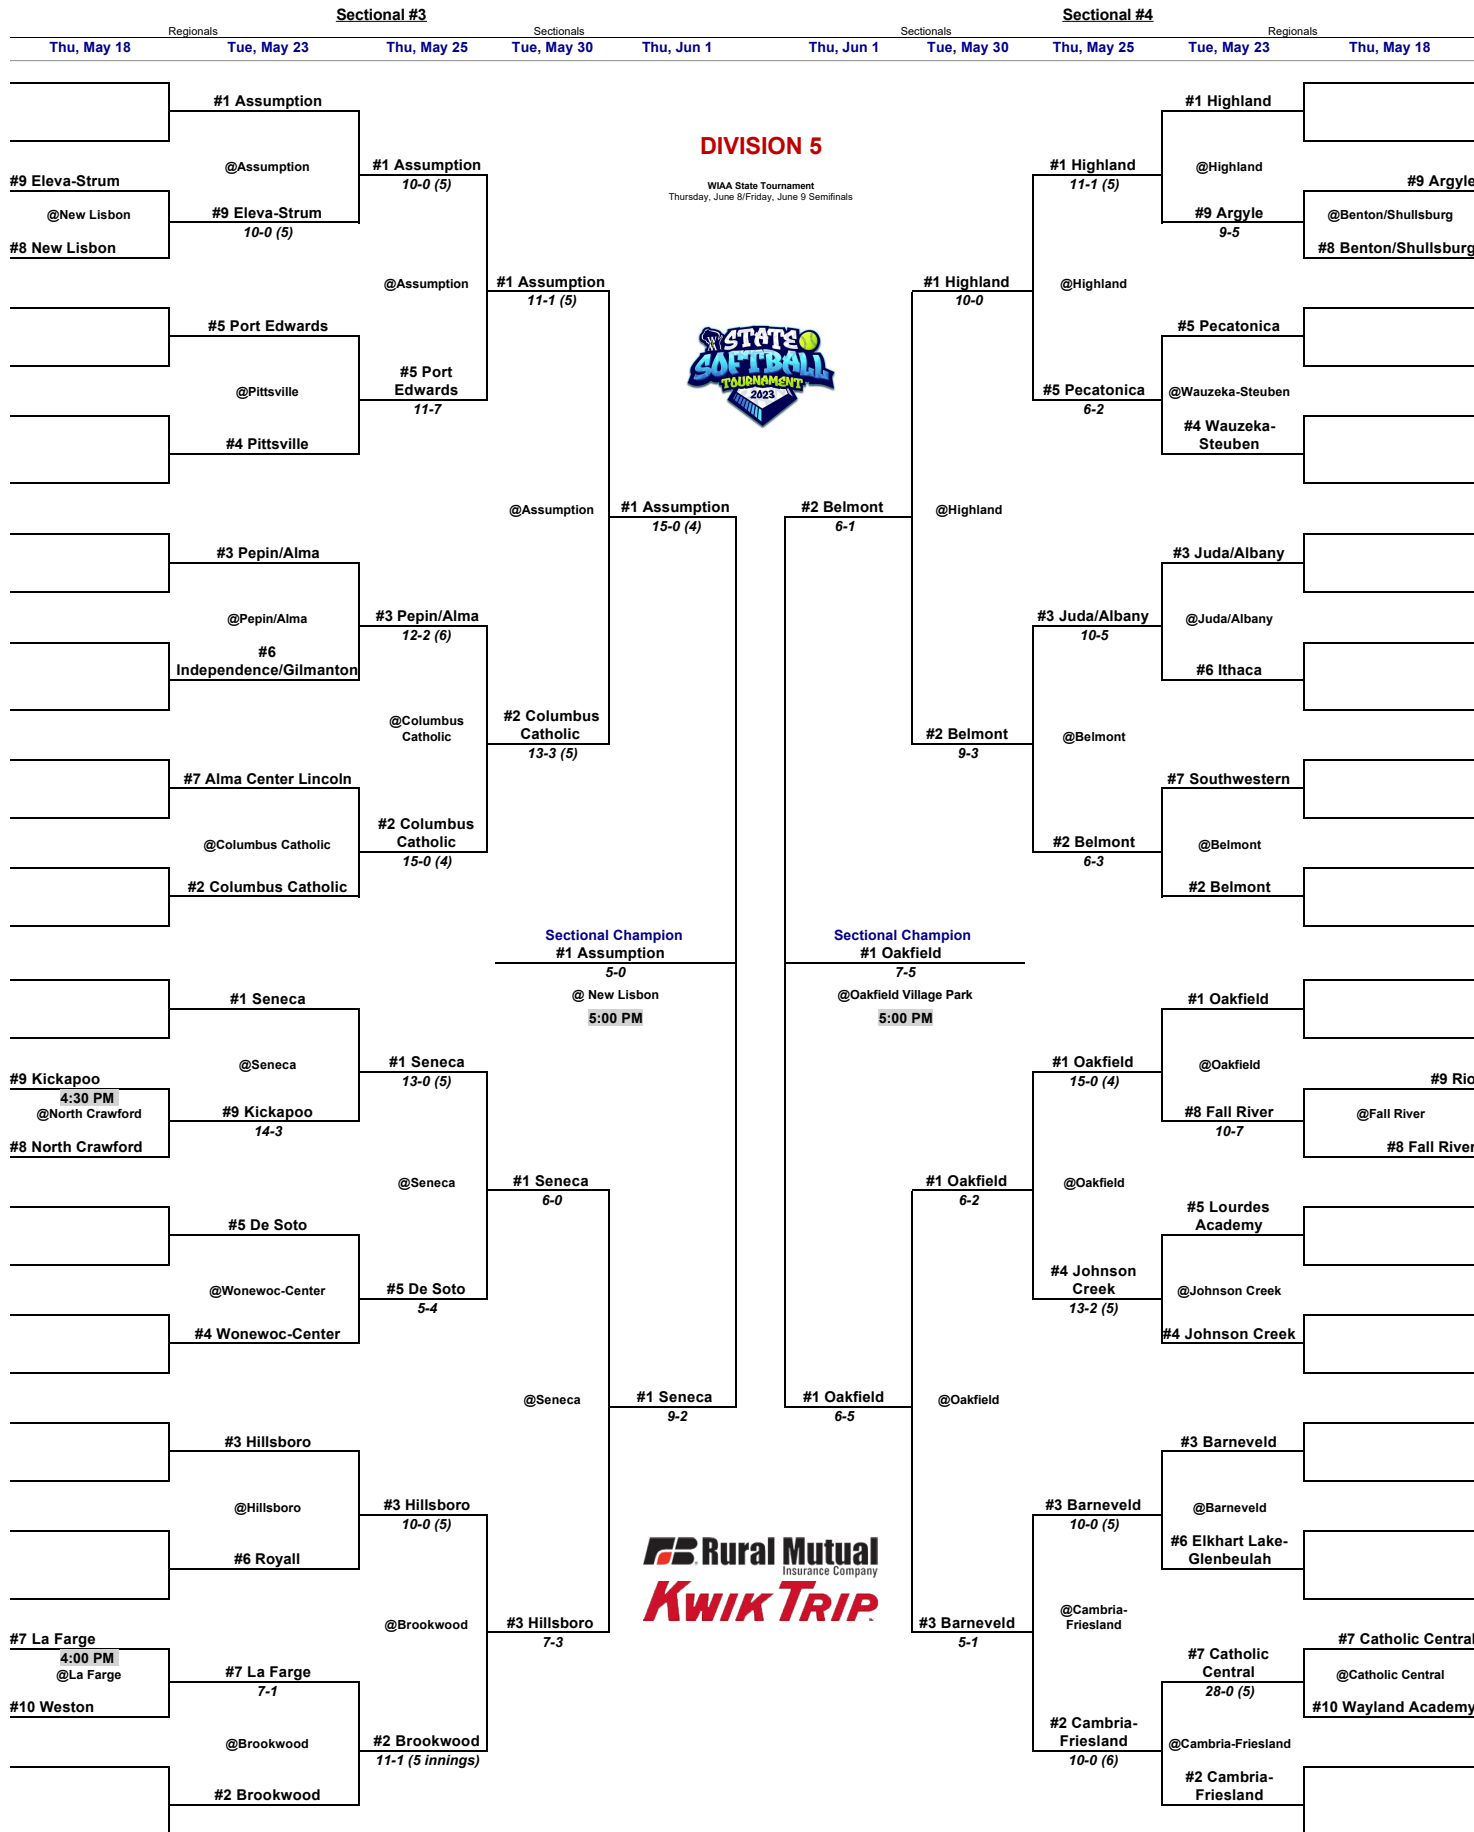 Sectional #3
Sectional #4
Regionals
Sectionals
Sectionals
Regionals
Thu, May 18
Tue, May 23
Thu, May 25
Tue, May 30
Thu, Jun 1
Thu, Jun 1
Tue, May 30
Thu, May 25
Tue, May 23
Thu, May 18
DIVISION 5
WIAA State Tournament
Thursday, June 8/Friday, June 9 Semifinals
STATE
SOFTBALL
TOURNAMENT
2023
#9 Eleva-Strum
@New Lisbon
#8 New Lisbon
#1 Assumption
@Assumption
#9 Eleva-Strum
10-0 (5)
#5 Port Edwards
@Pittsville
#4 Pittsville
#3 Pepin/Alma
@Pepin/Alma
#6
Independence/Gilmanton
#7 Alma Center Lincoln
@Columbus Catholic
#2 Columbus Catholic
#1 Assumption
10-0 (5)
@Assumption
#5 Port
Edwards
11-7
#3 Pepin/Alma
12-2 (6)
@Columbus
Catholic
#2 Columbus
Catholic
15-0 (4)
#1 Assumption
11-1 (5)
@Assumption
#2 Columbus
Catholic
13-3 (5)
#1 Assumption
15-0 (4)
Sectional Champion
#1 Assumption
5-0
@ New Lisbon
5:00 PM
#9 Kickapoo
4:30 PM
@North Crawford
#8 North Crawford
#1 Seneca
@Seneca
#9 Kickapoo
14-3
#5 De Soto
@Wonewoc-Center
#4 Wonewoc-Center
#3 Hillsboro
@Hillsboro
#6 Royall
#7 La Farge
4:00 PM
@La Farge
#10 Weston
#7 La Farge
7-1
@Brookwood
#2 Brookwood
#1 Seneca
13-0 (5)
@Seneca
#5 De Soto
5-4
#3 Hillsboro
10-0 (5)
@Brookwood
#2 Brookwood
11-1 (5 innings)
#1 Seneca
6-0
@Seneca
#3 Hillsboro
7-3
#1 Seneca
9-2
#1 Highland
@Highland
#9 Argyle
9-5
#9 Argyle
@Benton/Shullsburg
#8 Benton/Shullsburg
#5 Pecatonica
@Wauzeka-Steuben
#4 Wauzeka-
Steuben
#3 Juda/Albany
@Juda/Albany
#6 Ithaca
#7 Southwestern
@Belmont
#2 Belmont
#1 Highland
11-1 (5)
@Highland
#5 Pecatonica
6-2
#3 Juda/Albany
10-5
@Belmont
#2 Belmont
6-3
#1 Highland
10-0
@Highland
#2 Belmont
9-3
#2 Belmont
6-1
Sectional Champion
#1 Oakfield
7-5
@Oakfield Village Park
5:00 PM
#1 Oakfield
@Oakfield
#8 Fall River
10-7
#9 Rio
@Fall River
#8 Fall River
#5 Lourdes
Academy
@Johnson Creek
#4 Johnson Creek
#3 Barneveld
@Barneveld
#6 Elkhart Lake-
Glenbeulah
#7 Catholic
Central
28-0 (5)
#7 Catholic Central
@Catholic Central
#10 Wayland Academy
@Cambria-Friesland
#2 Cambria-
Friesland
#1 Oakfield
15-0 (4)
@Oakfield
#4 Johnson
Creek
13-2 (5)
#3 Barneveld
10-0 (5)
@Cambria-
Friesland
#2 Cambria-
Friesland
10-0 (6)
#1 Oakfield
6-2
@Oakfield
#3 Barneveld
5-1
#1 Oakfield
6-5
Rural Mutual
Insurance Company
KWIK TRIP